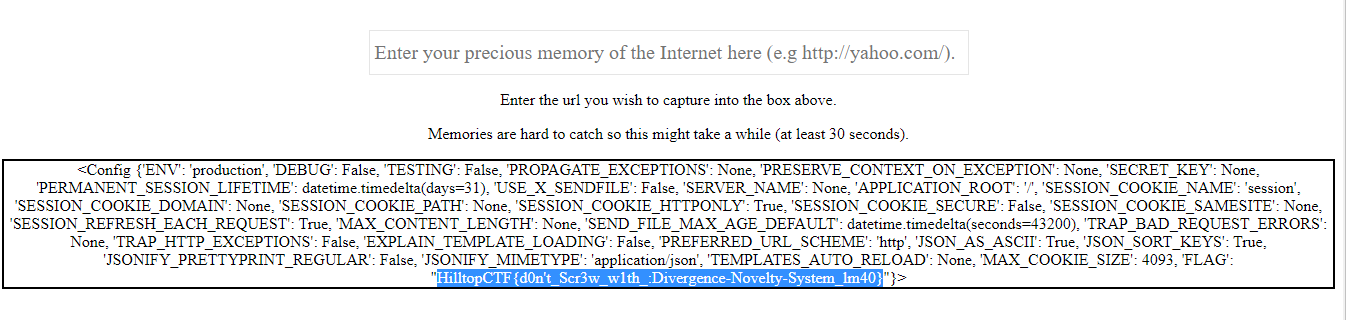 Enter your precious memory of the Internet here (e.g http://yahoo.com/).
Enter the url you wish to capture into the box above.
Memories are hard to catch so this might take a while (at least 30 seconds).
<Config {'ENV': 'production', 'DEBUG': False, 'TESTING': False, 'PROPAGATE_EXCEPTIONS': None, 'PRESERVE_CONTEXT_ON_EXCEPTION': None, 'SECRET_KEY': None,
'PERMANENT_SESSION_LIFETIME': datetime.timedelta(days=31), 'USE_X_SENDFILE': False, 'SERVER_NAME': None, 'APPLICATION_ROOT': '/', 'SESSION_COOKIE_NAME': 'session',
'SESSION_COOKIE_DOMAIN': None, 'SESSION_COOKIE_PATH': None, 'SESSION_COOKIE_HTTPONLY': True, 'SESSION_COOKIE_SECURE': False, 'SESSION_COOKIE_SAMESITE': None,
'SESSION_REFRESH_EACH_REQUEST': True, 'MAX_CONTENT_LENGTH': None, 'SEND_FILE_MAX_AGE_DEFAULT': datetime.timedelta(seconds=43200), 'TRAP_BAD_REQUEST_ERRORS':
None, 'TRAP_HTTP_EXCEPTIONS': False, 'EXPLAIN_TEMPLATE_LOADING': False, 'PREFERRED_URL_SCHEME': 'http', 'JSON_AS_ASCII': True, 'JSON_SORT_KEYS': True,
'JSONIFY_PRETTYPRINT_REGULAR': False, 'JSONIFY_MIMETYPE': 'application/json', 'TEMPLATES_AUTO_RELOAD': None, 'MAX_COOKIE_SIZE': 4093, 'FLAG':
"HilltopCTF{d0n't_Scr3w_w1th_:Divergence-Novelty-System_lm40}"}>